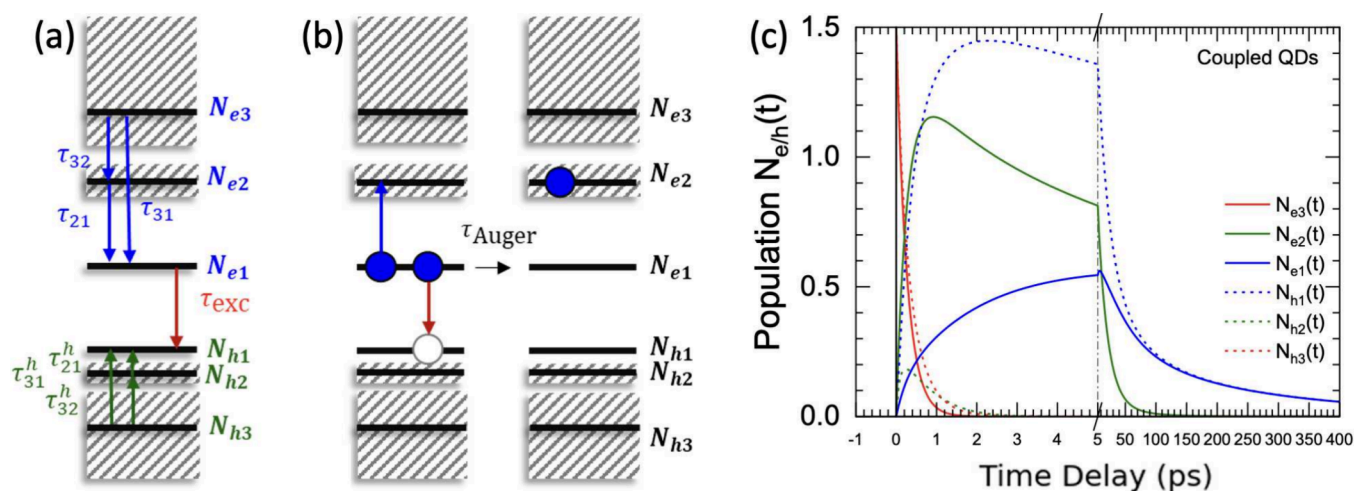 (a)
N_e3
τ_32
N_e2
τ_21
τ_31
N_e1
τ_exc
N_h1
τ^h_21
τ^h_31
N_h2
τ^h_32
N_h3
(b)
N_e3
N_e2
τ_Auger
N_e1
N_h1
N_h2
N_h3
(c)
Population N_e/h(t)
1.5
1.0
0.5
0.0
Coupled QDs
N_e3(t)
N_e2(t)
N_e1(t)
N_h1(t)
N_h2(t)
N_h3(t)
-1 0 1 2 3 4 5 50 100 150 200 250 300 350 400
Time Delay (ps)